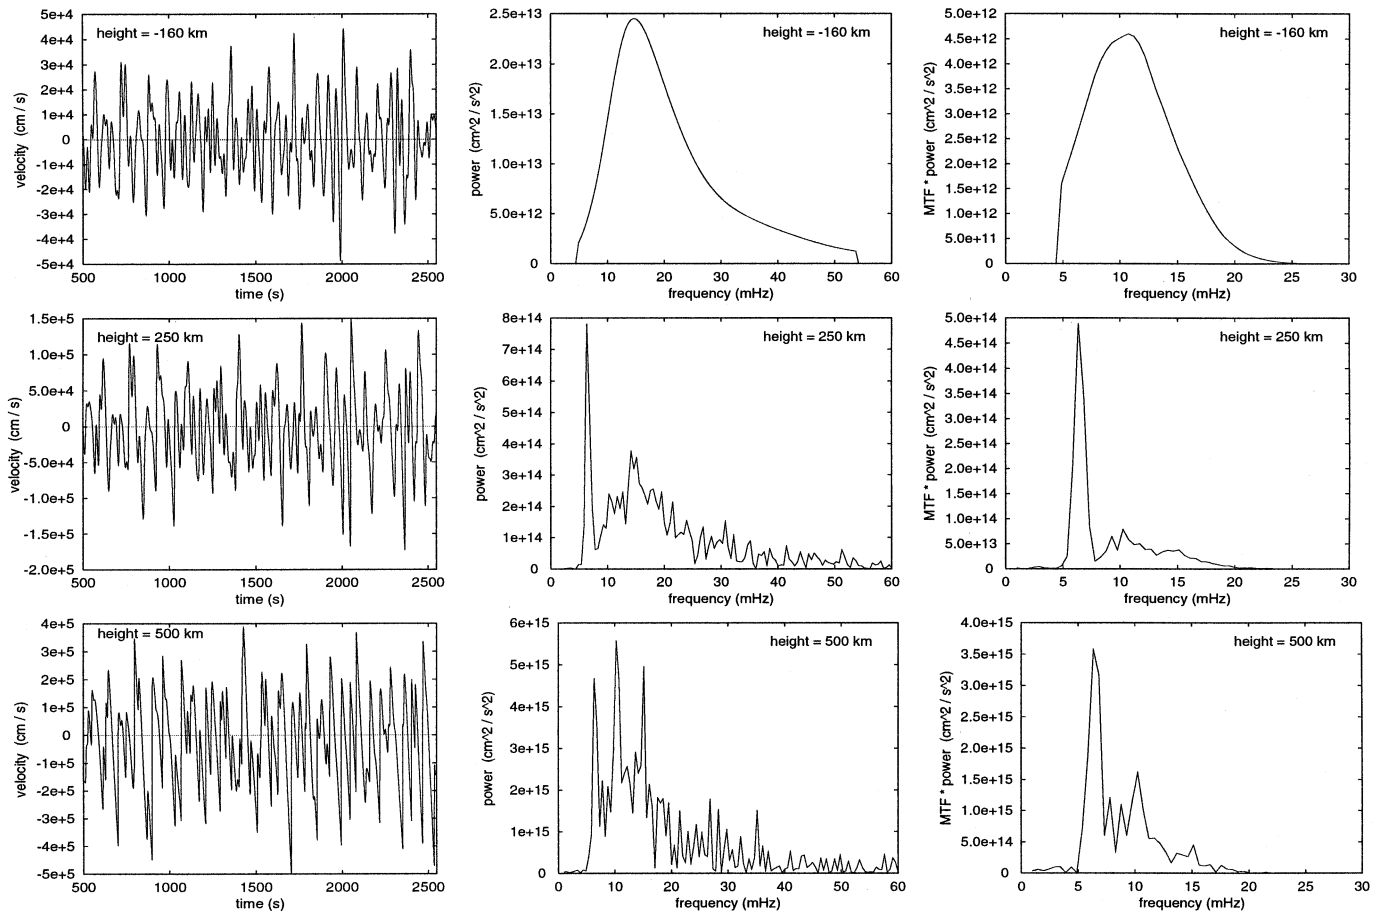 height = -160 km
velocity (cm / s)
5e+4
4e+4
3e+4
2e+4
1e+4
0
-1e+4
-2e+4
-3e+4
-4e+4
-5e+4
500 1000 1500 2000 2500
time (s)
height = -160 km
power (cm^2 / s^2)
2.5e+13
2.0e+13
1.5e+13
1.0e+13
5.0e+12
0
0 10 20 30 40 50 60
frequency (mHz)
height = -160 km
MTF * power (cm^2 / s^2)
5.0e+12
4.5e+12
4.0e+12
3.5e+12
3.0e+12
2.5e+12
2.0e+12
1.5e+12
1.0e+12
5.0e+11
0
0 5 10 15 20 25 30
frequency (mHz)
height = 250 km
velocity (cm / s)
1.5e+5
1.0e+5
5.0e+4
0
-5.0e+4
-1.0e+5
-1.5e+5
-2.0e+5
500 1000 1500 2000 2500
time (s)
height = 250 km
power (cm^2 / s^2)
8e+14
7e+14
6e+14
5e+14
4e+14
3e+14
2e+14
1e+14
0
0 10 20 30 40 50 60
frequency (mHz)
height = 250 km
MTF * power (cm^2 / s^2)
5.0e+14
4.5e+14
4.0e+14
3.5e+14
3.0e+14
2.5e+14
2.0e+14
1.5e+14
1.0e+14
5.0e+13
0
0 5 10 15 20 25 30
frequency (mHz)
height = 500 km
velocity (cm / s)
4e+5
3e+5
2e+5
1e+5
0
-1e+5
-2e+5
-3e+5
-4e+5
-5e+5
500 1000 1500 2000 2500
time (s)
height = 500 km
power (cm^2 / s^2)
6e+15
5e+15
4e+15
3e+15
2e+15
1e+15
0
0 10 20 30 40 50 60
frequency (mHz)
height = 500 km
MTF * power (cm^2 / s^2)
4.0e+15
3.5e+15
3.0e+15
2.5e+15
2.0e+15
1.5e+15
1.0e+15
5.0e+14
0
0 5 10 15 20 25 30
frequency (mHz)